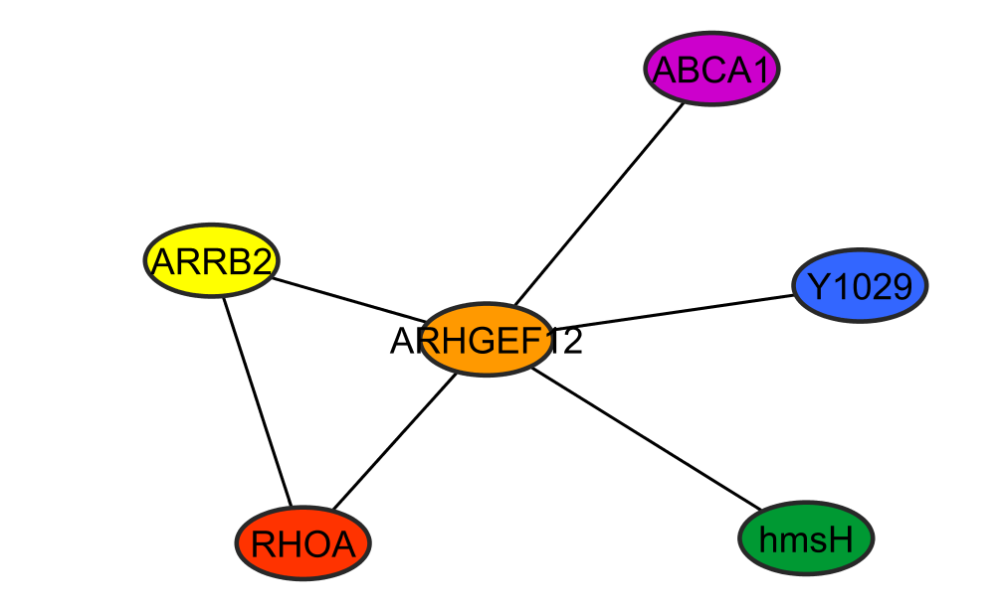 ABCA1
ARRB2
Y1029
ARHGEF12
RHOA
hmsH